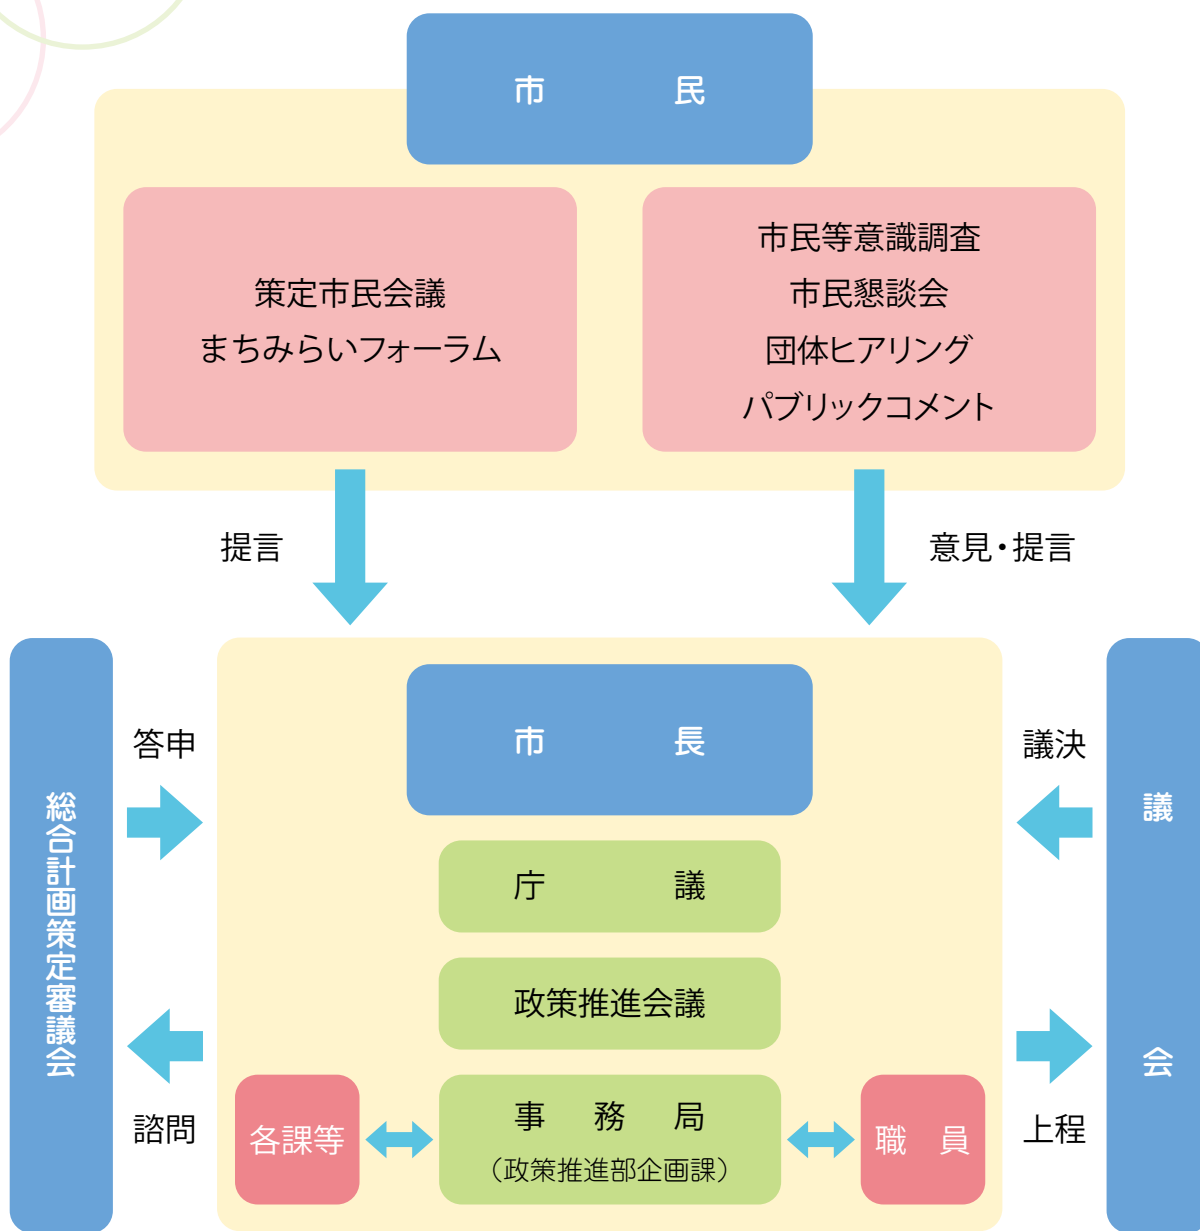 市　民
策定市民会議
まちみらいフォーラム
市民等意識調査
市民懇談会
団体ヒアリング
パブリックコメント
提言
意見・提言
総合計画策定審議会
答申
諮問
市　長
庁　議
政策推進会議
各課等
事　務　局
（政策推進部企画課）
職　員
議決
上程
議　会